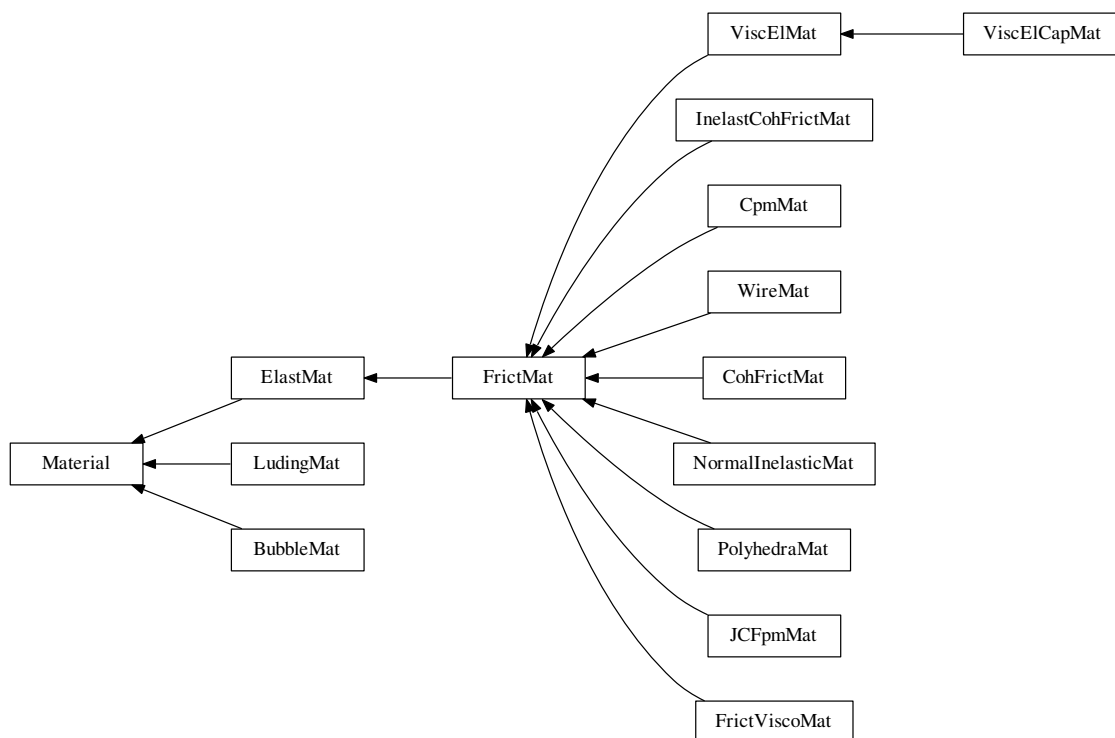 ViscElMat
ViscElCapMat
InelastCohFrictMat
CpmMat
WireMat
ElastMat
FrictMat
CohFrictMat
Material
LudingMat
NormalInelasticMat
BubbleMat
PolyhedraMat
JCFpmMat
FrictViscoMat